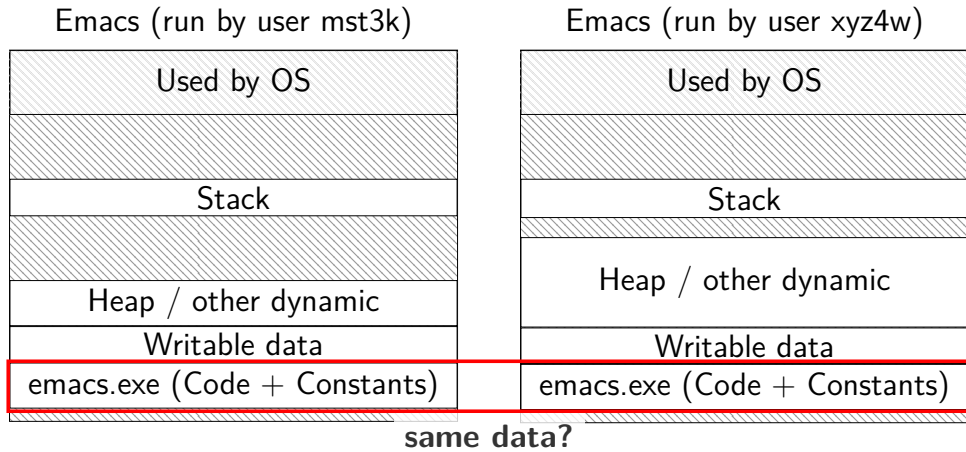 Emacs (run by user mst3k)
Used by OS
Stack
Heap / other dynamic
Writable data
emacs.exe (Code + Constants)
Emacs (run by user xyz4w)
Used by OS
Stack
Heap / other dynamic
Writable data
emacs.exe (Code + Constants)
same data?